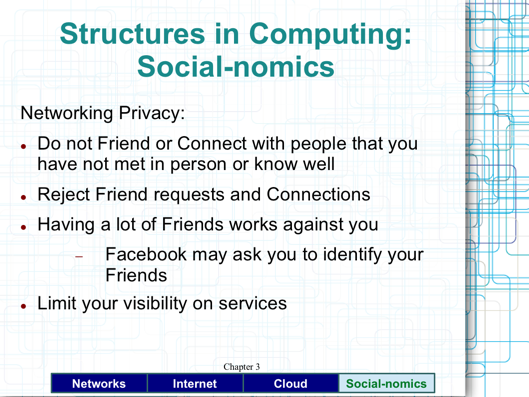 Structures in Computing:
Social-nomics
Networking Privacy:
● Do not Friend or Connect with people that you
have not met in person or know well
● Reject Friend requests and Connections
● Having a lot of Friends works against you
– Facebook may ask you to identify your
Friends
● Limit your visibility on services
Chapter 3
Networks Internet Cloud Social-nomics